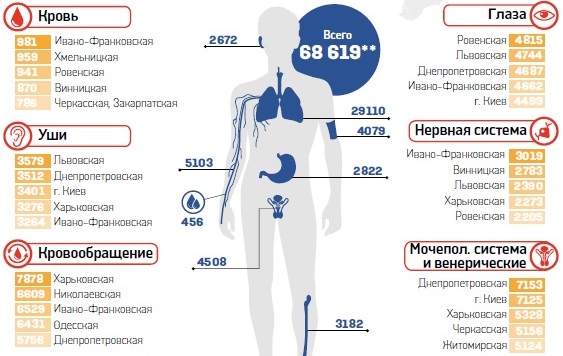 Кровь
981 Ивано-Франковская
959 Хмельницкая
941 Ровенская
870 Винницкая
786 Черкасская, Закарпатская
Уши
3579 Львовская
3512 Днепропетровская
3401 г. Киев
3276 Харьковская
3264 Ивано-Франковская
Кровообращение
7878 Харьковская
6609 Николаевская
6529 Ивано-Франковская
6431 Одесская
5756 Днепропетровская
Всего
68 619**
2672
29110
4079
5103
2822
456
4508
3182
Глаза
Ровенская 4815
Львовская 4744
Днепропетровская 4687
Ивано-Франковская 4662
г. Киев 4499
Нервная система
Ивано-Франковская 3019
Винницкая 2783
Львовская 2390
Харьковская 2273
Ровенская 2205
Мочепол. система
и венерические
Днепропетровская 7153
г. Киев 7125
Харьковская 5328
Черкасская 5156
Житомирская 5124